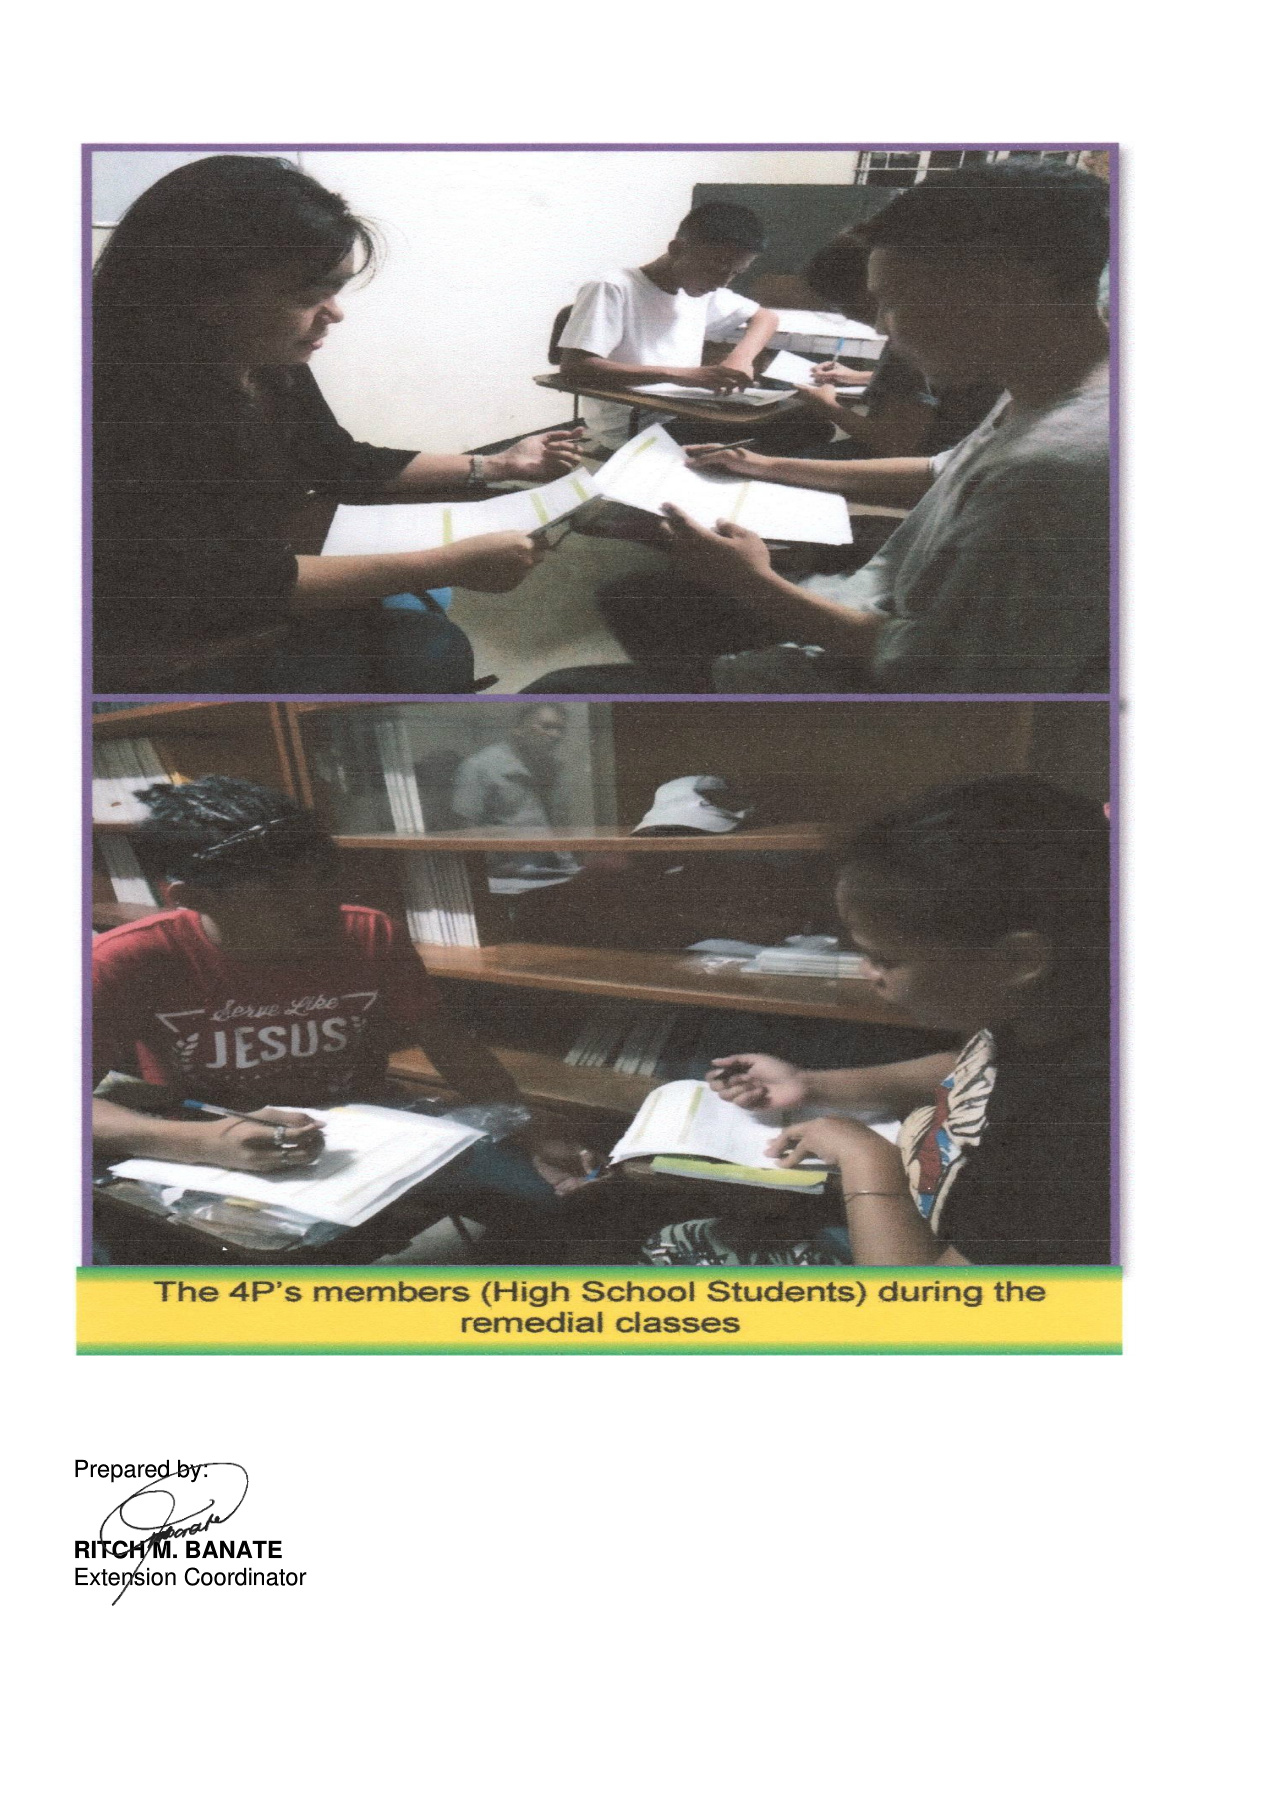 Serve Like
JESUS
The 4P's members (High School Students) during the
remedial classes
Prepared by:
RITCH M. BANATE
Extension Coordinator